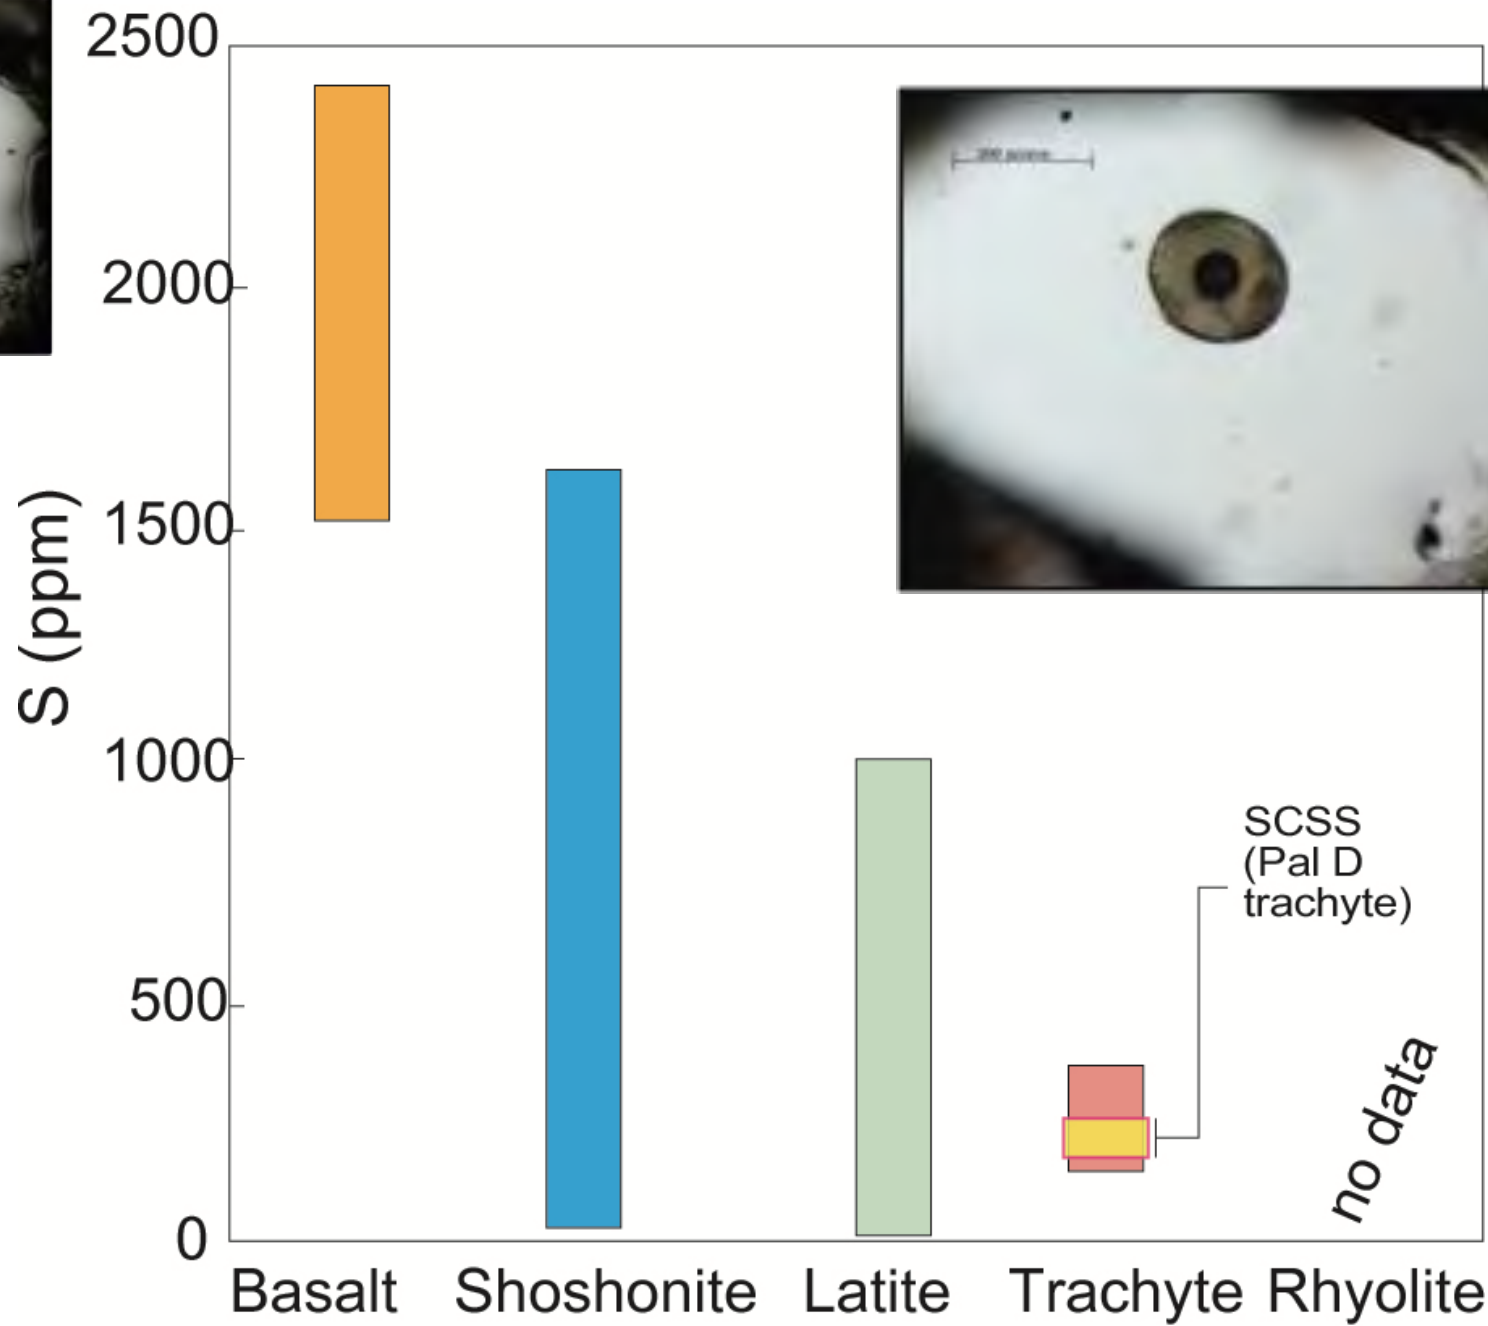 2500
2000
1500
1000
500
0
S (ppm)
SCSS
(Pal D
trachyte)
no data
Basalt Shoshonite Latite Trachyte Rhyolite